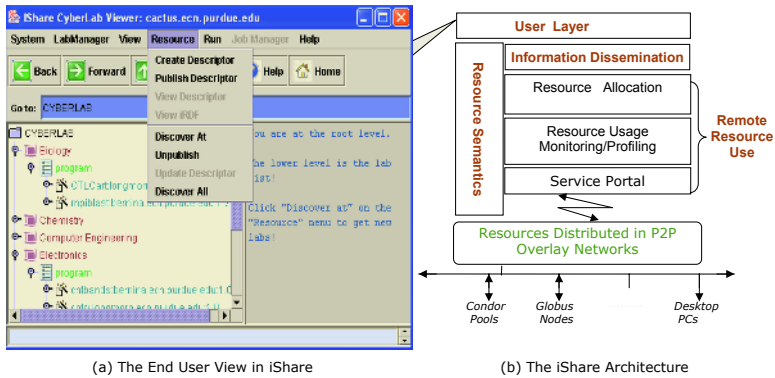 iShare CyberLab Viewer: cactus.ecn.purdue.edu
System LabManager View Resource Run Job Manager Help
Back Forward Help Home
Create Descriptor
Publish Descriptor
View Descriptor
View iRDF
Discover At
Unpublish
Update Descriptor
Discover All
Go to: CYBERLAB
CYBERLAB
Biology
program
Chemistry
Computer Engineering
Electronics
program
You are at the root level.
The lower level is the lab
list!
Click "Discover at" on the
"Resource" menu to get new
labs!
(a) The End User View in iShare
User Layer
Resource Semantics
Information Dissemination
Resource Allocation
Resource Usage
Monitoring/Profiling
Service Portal
Remote
Resource
Use
Resources Distributed in P2P
Overlay Networks
Condor
Pools
Globus
Nodes
Desktop
PCs
(b) The iShare Architecture